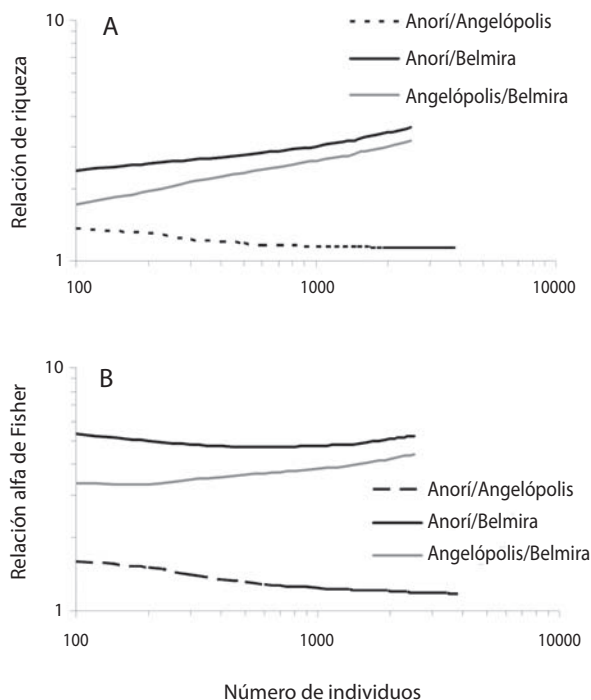 A
10
1
Relación de riqueza
Anorí/Angelópolis
Anorí/Belmira
Angelópolis/Belmira
100
1000
10000
B
10
1
Relación alfa de Fisher
Anorí/Angelópolis
Anorí/Belmira
Angelópolis/Belmira
100
1000
10000
Número de individuos